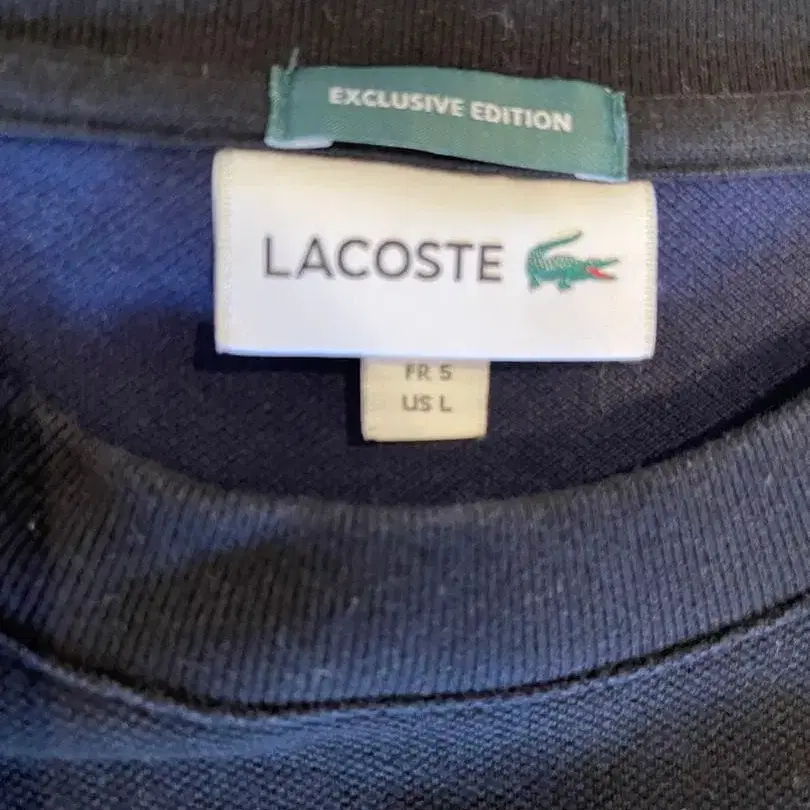 EXCLUSIVE EDITION
LACOSTE
FR 5
US L